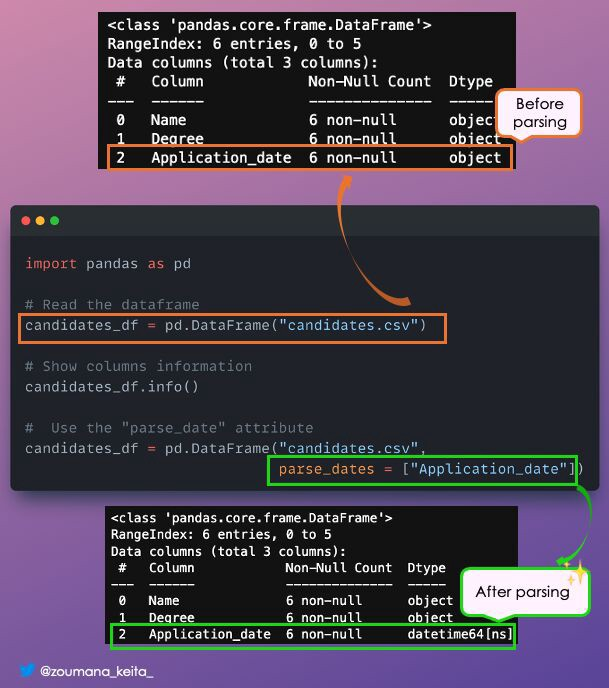 <class 'pandas.core.frame.DataFrame'>
RangeIndex: 6 entries, 0 to 5
Data columns (total 3 columns):
# Column Non-Null Count Dtype
--- ------ -------------- -----
0 Name 6 non-null object
1 Degree 6 non-null object
2 Application_date 6 non-null object
Before
parsing
import pandas as pd
# Read the dataframe
candidates_df = pd.DataFrame("candidates.csv")
# Show columns information
candidates_df.info()
# Use the "parse_date" attribute
candidates_df = pd.DataFrame("candidates.csv",
parse_dates = ["Application_date"])
<class 'pandas.core.frame.DataFrame'>
RangeIndex: 6 entries, 0 to 5
Data columns (total 3 columns):
# Column Non-Null Count Dtype
--- ------ -------------- -----
0 Name 6 non-null object
1 Degree 6 non-null object
2 Application_date 6 non-null datetime64[ns]
After parsing
@zoumana_keita_